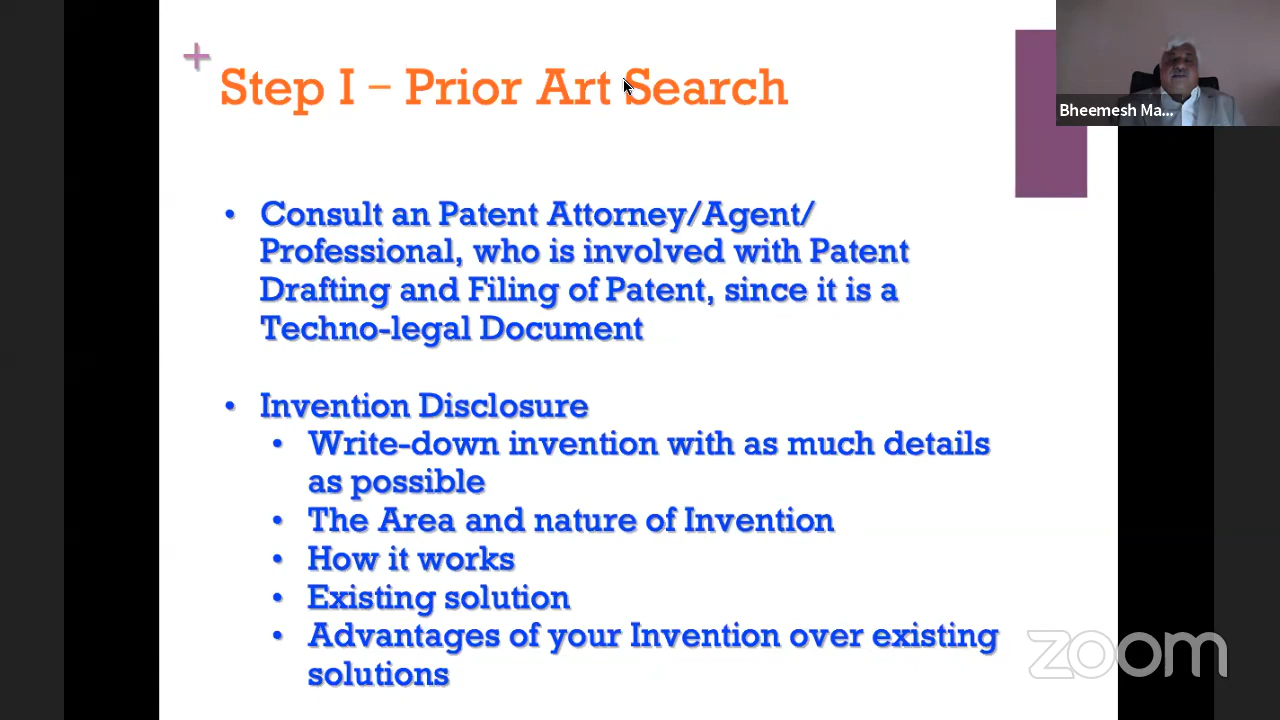 +
Step I – Prior Art Search
Bheemesh Ma...
• Consult an Patent Attorney/Agent/
Professional, who is involved with Patent
Drafting and Filing of Patent, since it is a
Techno-legal Document
• Invention Disclosure
• Write-down invention with as much details
as possible
• The Area and nature of Invention
• How it works
• Existing solution
• Advantages of your Invention over existing
solutions
zoom